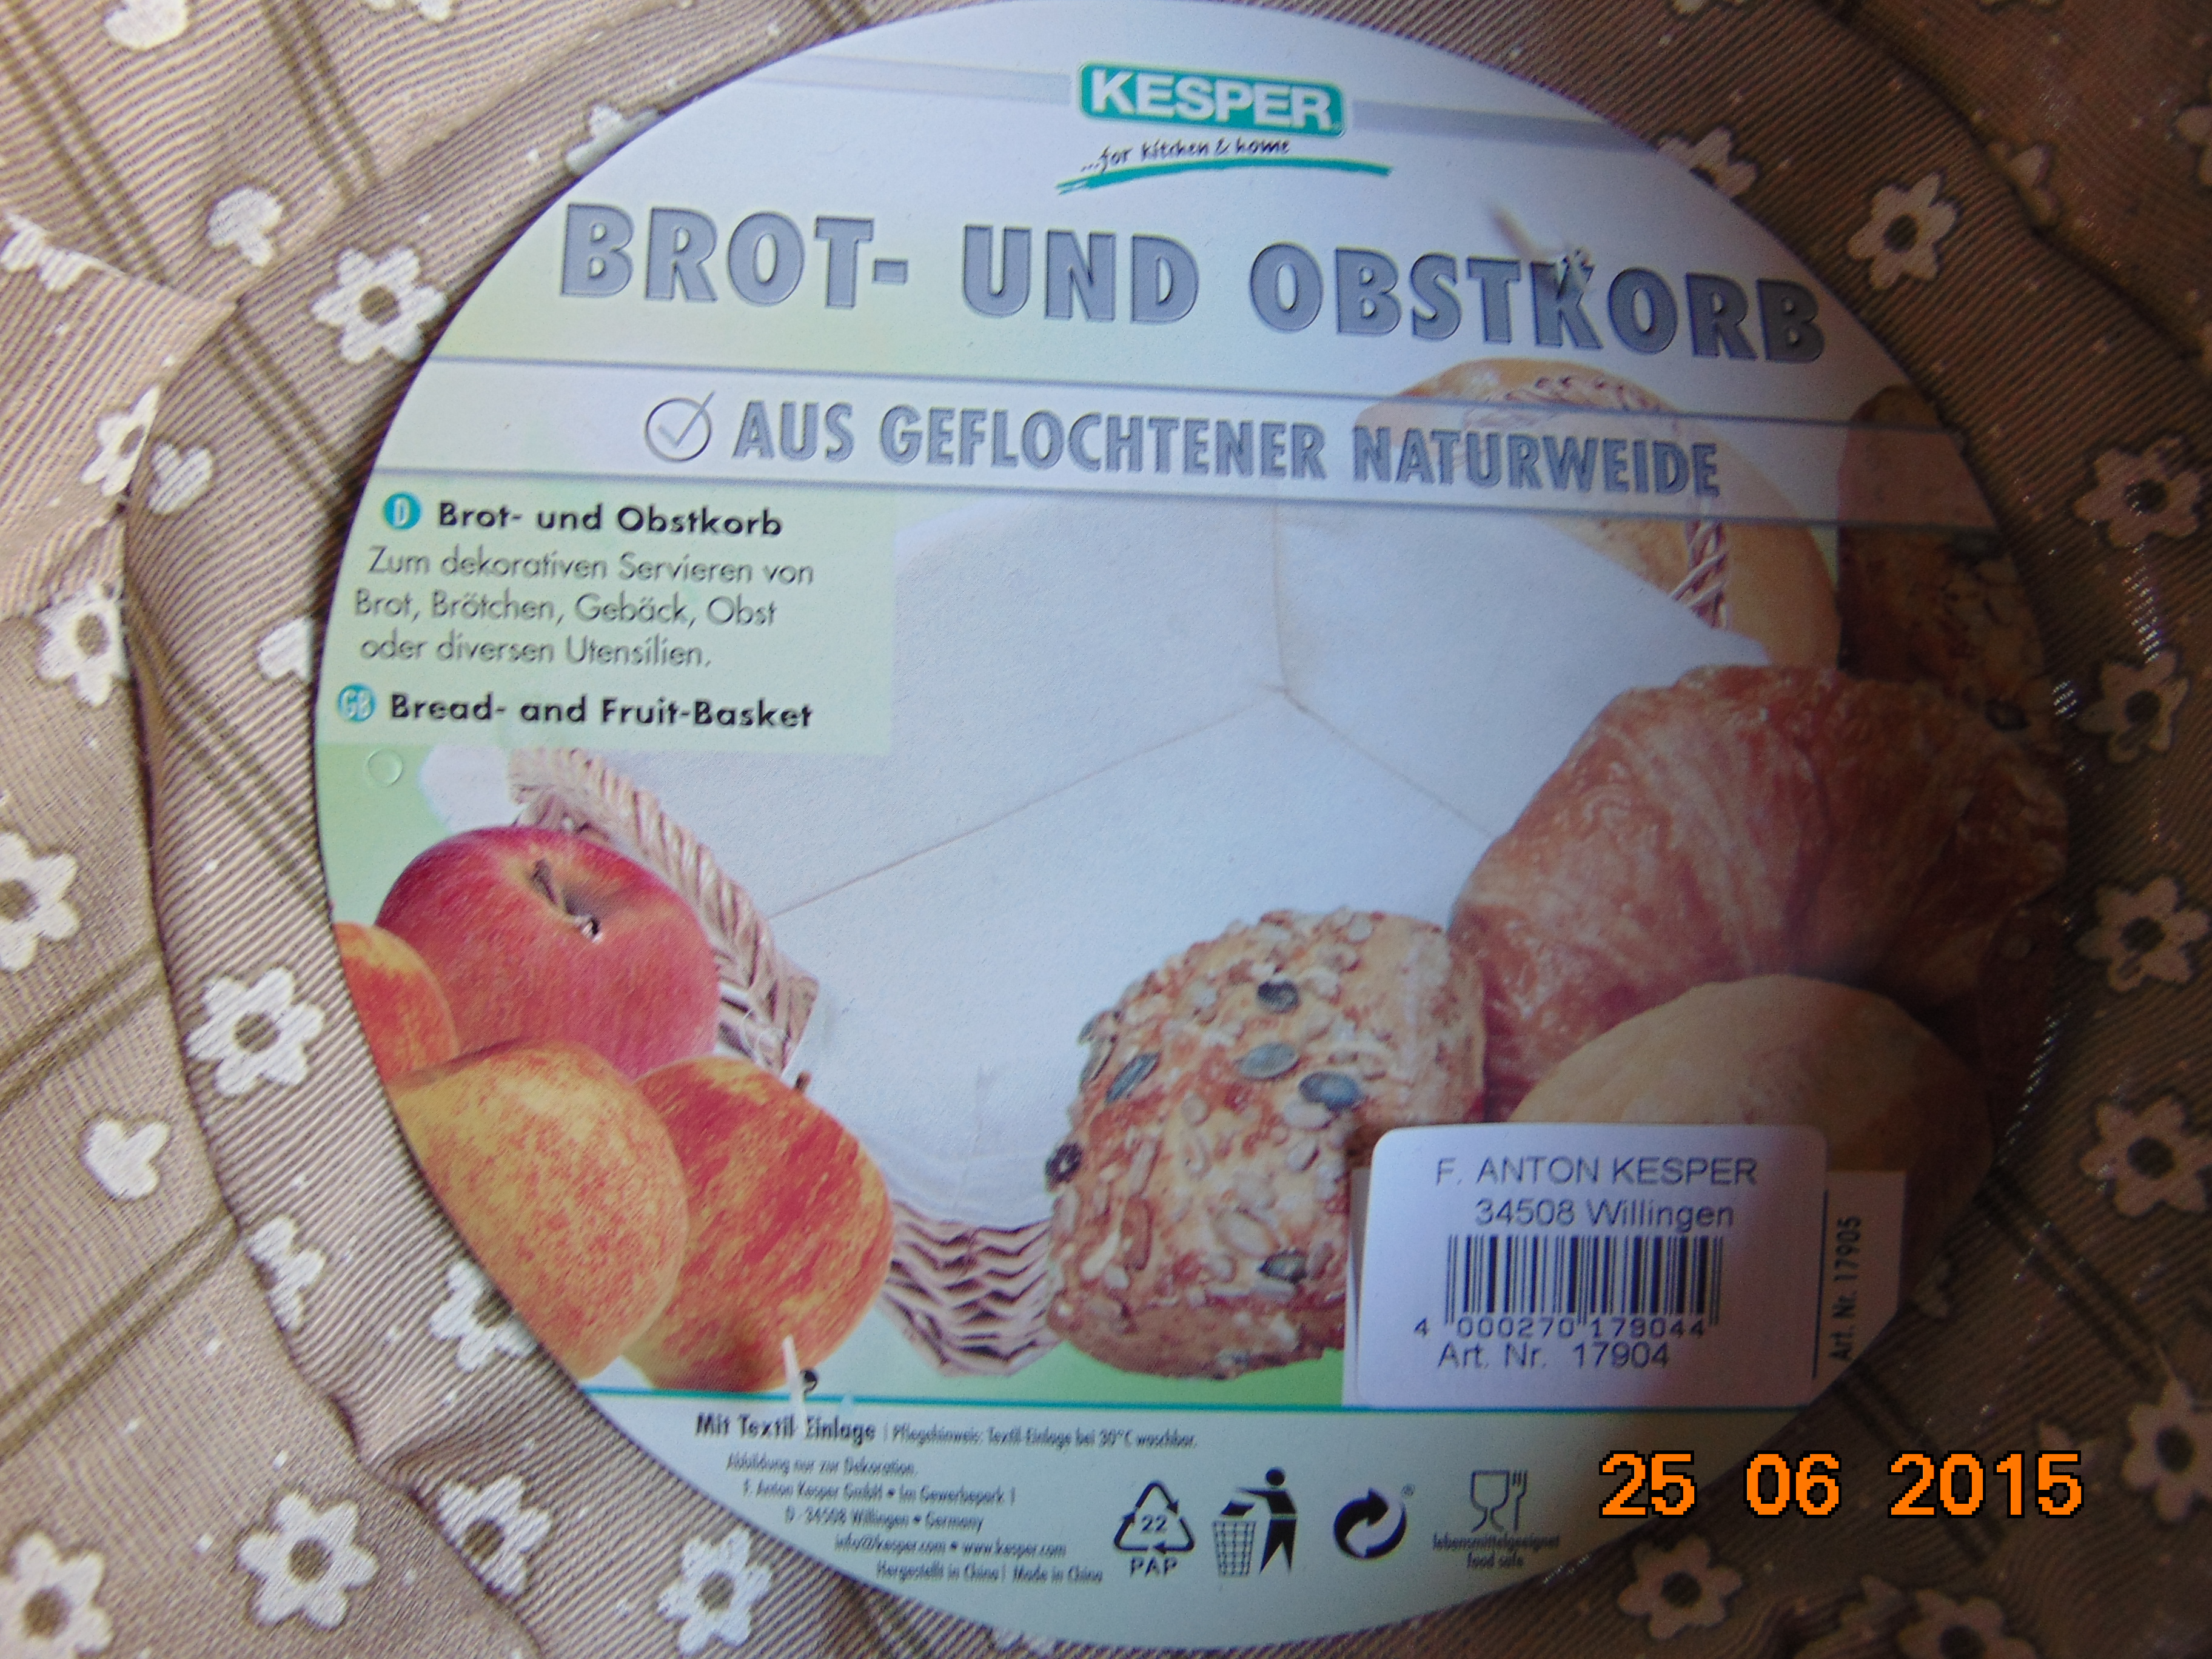 KESPER
...for kitchen & home
BROT- UND OBSTKORB
AUS GEFLOCHTENER NATURWEIDE
D Brot- und Obstkorb
Zum dekorativen Servieren von
Brot, Brötchen, Gebäck, Obst
oder diversen Utensilien.
GB Bread- and Fruit-Basket
F. ANTON KESPER
34508 Willingen
4 000270 179044
Art. Nr. 17904
Art. Nr. 17905
Mit Textil-Einlage | Pflegehinweis: Textil-Einlage bei 30°C waschbar.
Abbildung nur zur Dekoration.
F. Anton Kesper GmbH • Im Gewerbepark 1
D - 34508 Willingen • Germany
info@kesper.com • www.kesper.com
Hergestellt in China | Made in China
22
PAP
lebensmittelgeeignet
food safe
25 06 2015